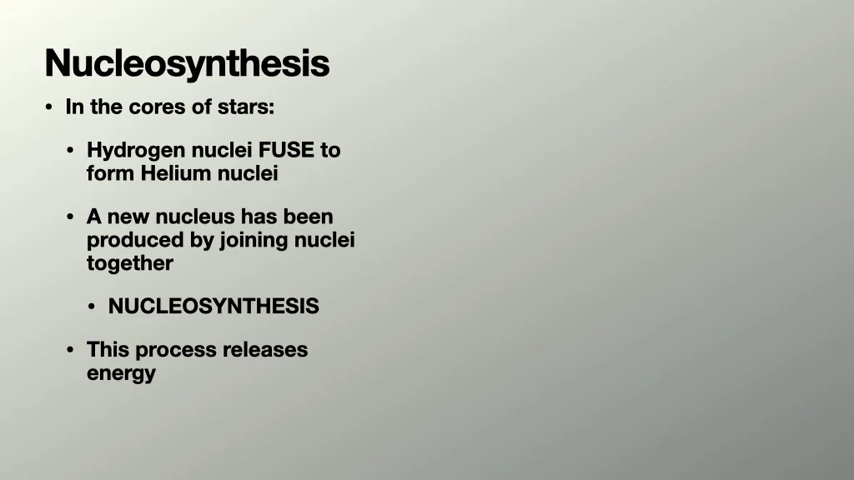 Nucleosynthesis
• In the cores of stars:
• Hydrogen nuclei FUSE to
form Helium nuclei
• A new nucleus has been
produced by joining nuclei
together
• NUCLEOSYNTHESIS
• This process releases
energy